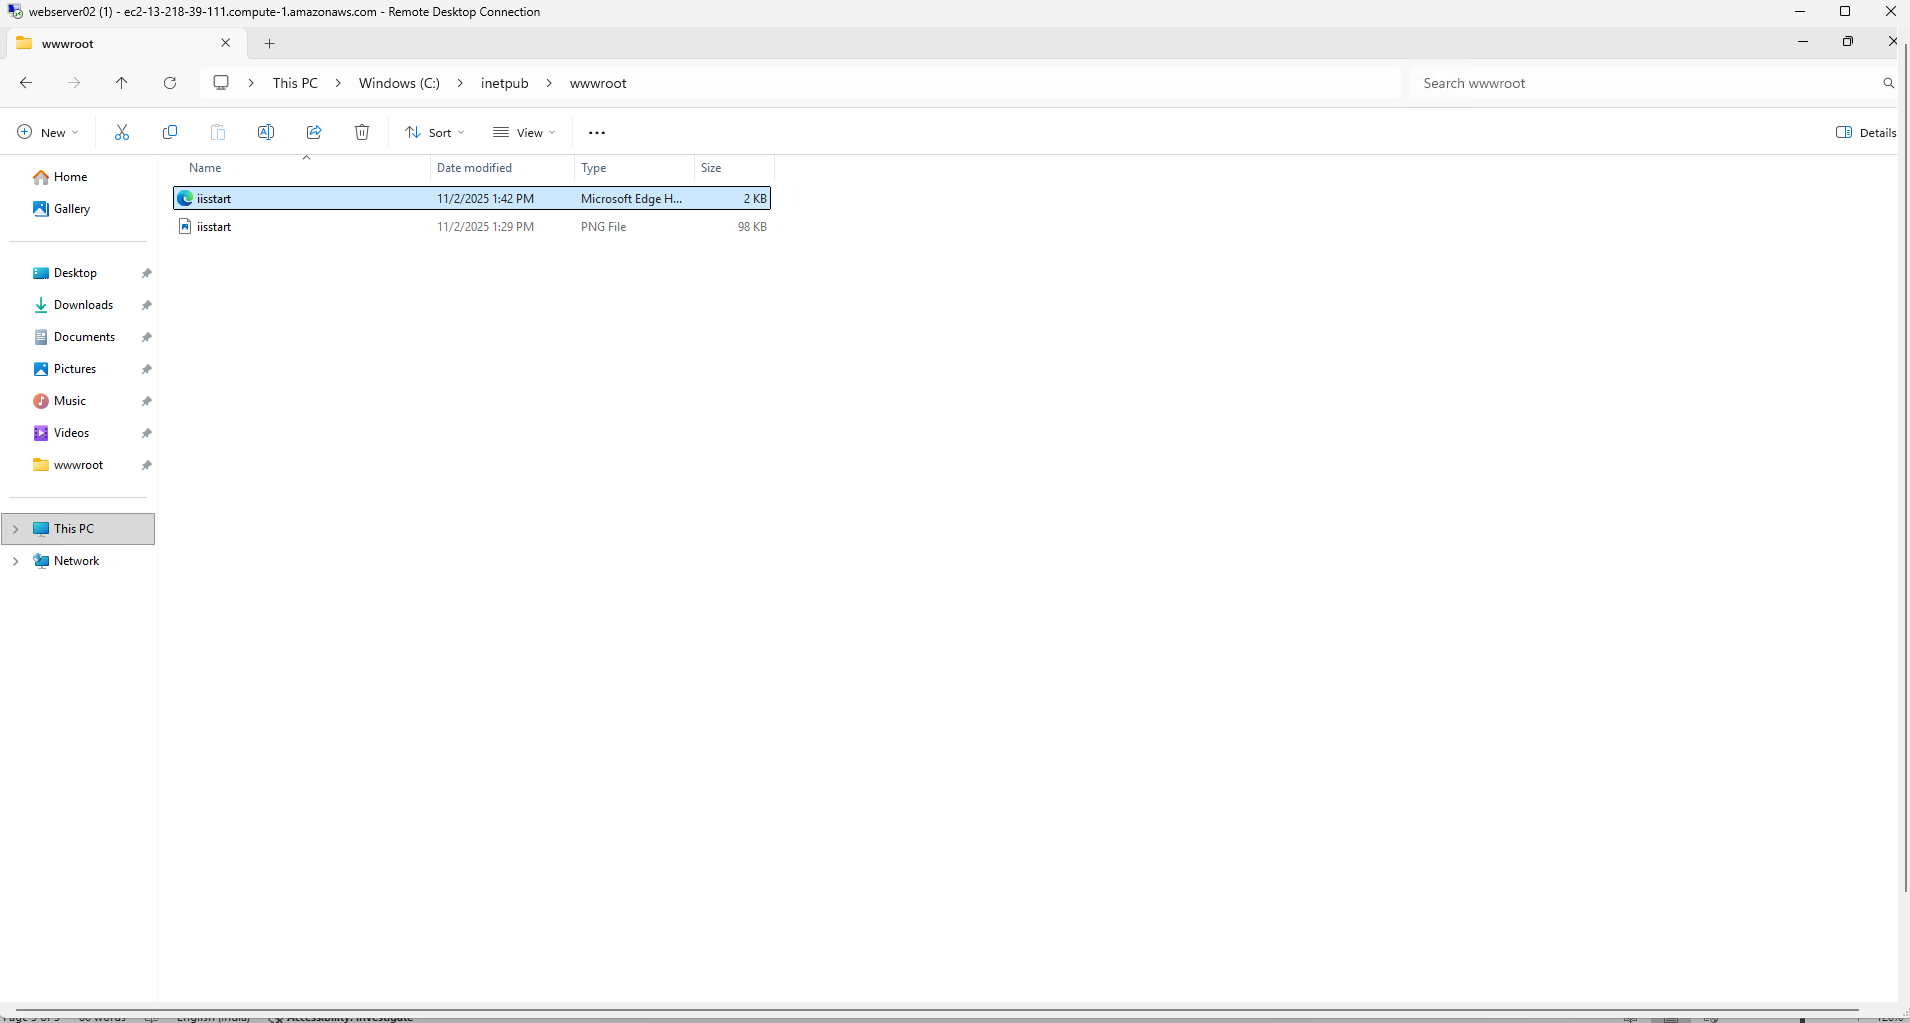 webserver02 (1) - ec2-13-218-39-111.compute-1.amazonaws.com - Remote Desktop Connection
wwwroot
This PC > Windows (C:) > inetpub > wwwroot
Search wwwroot
New
Sort
View
Details
Name Date modified Type Size
iisstart 11/2/2025 1:42 PM Microsoft Edge H... 2 KB
iisstart 11/2/2025 1:29 PM PNG File 98 KB
Home
Gallery
Desktop
Downloads
Documents
Pictures
Music
Videos
wwwroot
This PC
Network
Accessibility: Investigate